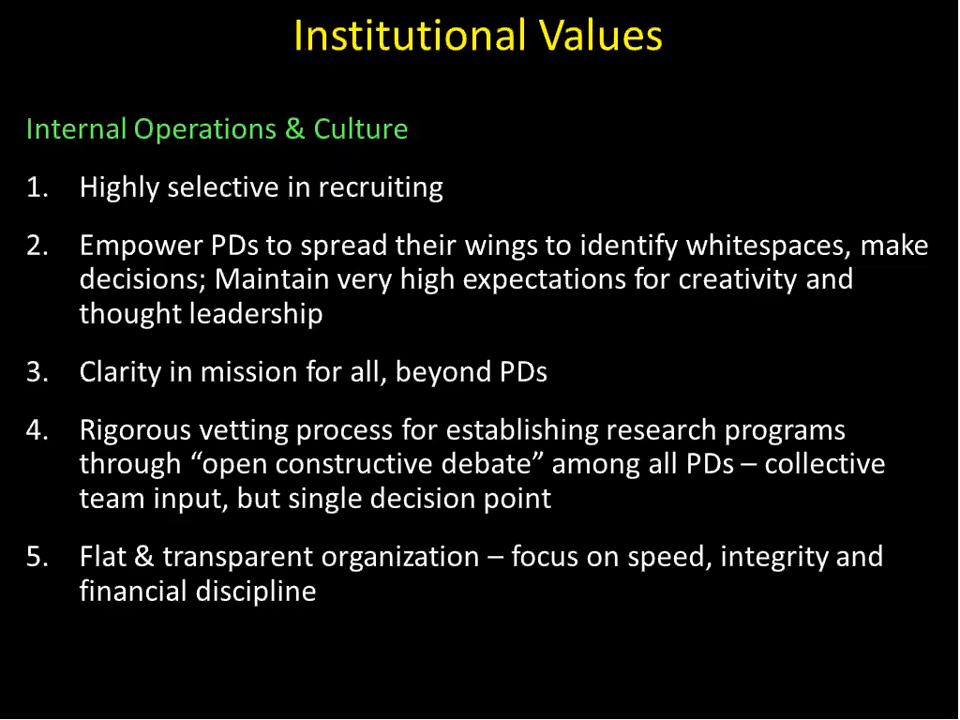 Institutional Values
Internal Operations & Culture
1. Highly selective in recruiting
2. Empower PDs to spread their wings to identify whitespaces, make
decisions; Maintain very high expectations for creativity and
thought leadership
3. Clarity in mission for all, beyond PDs
4. Rigorous vetting process for establishing research programs
through “open constructive debate” among all PDs – collective
team input, but single decision point
5. Flat & transparent organization – focus on speed, integrity and
financial discipline